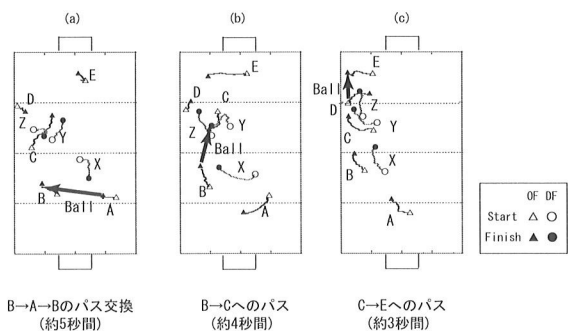 (a)
(b)
(c)
E
D
Z
Y
C
X
B
Ball
A
E
D
C
Z
Y
Ball
X
B
A
E
Ball
D
Z
C
Y
B
X
A
OF DF
Start △ ○
Finish ▲ ●
B→A→Bのパス交換
(約5秒間)
B→Cへのパス
(約4秒間)
C→Eへのパス
(約3秒間)